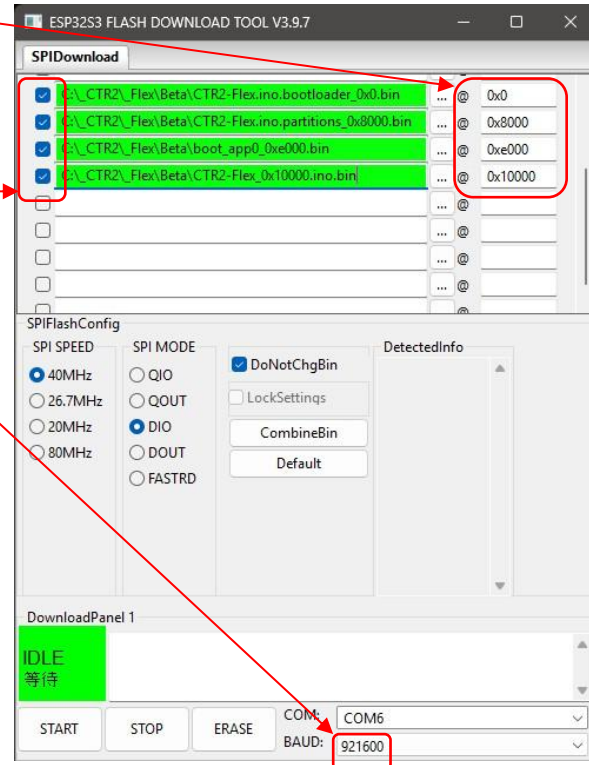 ESP32S3 FLASH DOWNLOAD TOOL V3.9.7
SPIDownload
C:\_CTR2\_Flex\Beta\CTR2-Flex.ino.bootloader_0x0.bin ... @ 0x0
C:\_CTR2\_Flex\Beta\CTR2-Flex.ino.partitions_0x8000.bin ... @ 0x8000
C:\_CTR2\_Flex\Beta\boot_app0_0xe000.bin ... @ 0xe000
C:\_CTR2\_Flex\Beta\CTR2-Flex_0x10000.ino.bin ... @ 0x10000
... @
... @
... @
... @
@
SPIFlashConfig
SPI SPEED
40MHz
26.7MHz
20MHz
80MHz
SPI MODE
QIO
QOUT
DIO
DOUT
FASTRD
DoNotChgBin
LockSettings
CombineBin
Default
DetectedInfo
DownloadPanel 1
IDLE
等待
START STOP ERASE
COM: COM6
BAUD: 921600